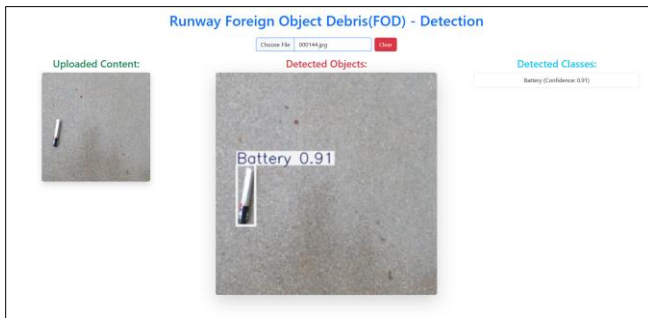 Runway Foreign Object Debris(FOD) - Detection
Choose File 000144.jpg Clear
Uploaded Content:
Detected Objects:
Detected Classes:
Battery (Confidence: 0.91)
Battery 0.91